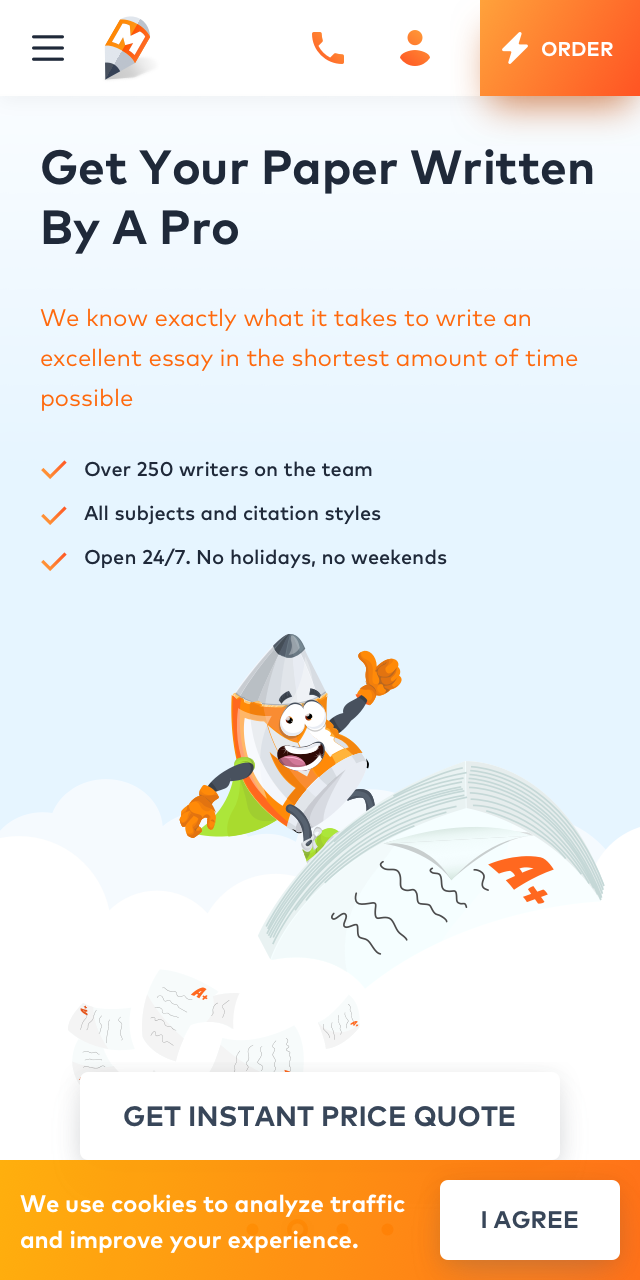 M
ORDER
Get Your Paper Written
By A Pro
We know exactly what it takes to write an
excellent essay in the shortest amount of time
possible
Over 250 writers on the team
All subjects and citation styles
Open 24/7. No holidays, no weekends
A+
A+
A+
A+
GET INSTANT PRICE QUOTE
We use cookies to analyze traffic
and improve your experience.
I AGREE